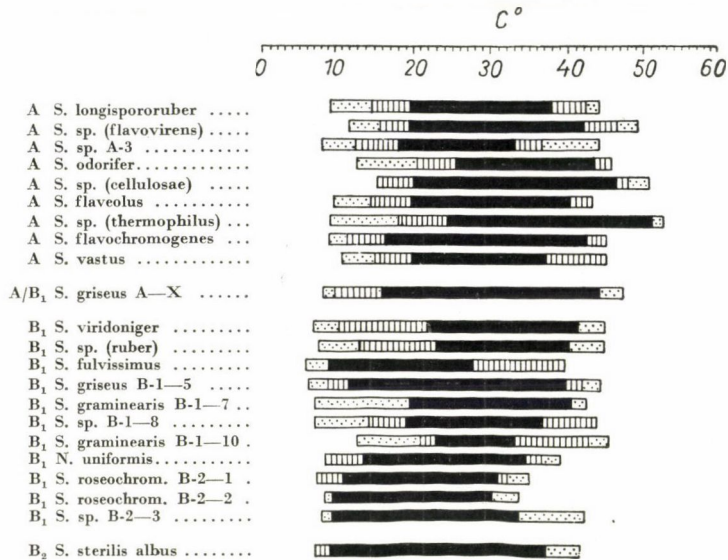 C°
0 10 20 30 40 50 60
A S. longispororuber .....
A S. sp. (flavovirens) .....
A S. sp. A-3 ............
A S. odorifer ...........
A S. sp. (cellulosae) .....
A S. flaveolus ..........
A S. sp. (thermophilus) ...
A S. flavochromogenes ...
A S. vastus .............
A/B₁ S. griseus A—X ......
B₁ S. viridoniger .........
B₁ S. sp. (ruber) .........
B₁ S. fulvissimus .........
B₁ S. griseus B-1—5 .....
B₁ S. graminearis B-1—7 ..
B₁ S. sp. B-1—8 .........
B₁ S. graminearis B-1—10 .
B₁ N. uniformis ..........
B₁ S. roseochrom. B-2—1 .
B₁ S. roseochrom. B-2—2 .
B₁ S. sp. B-2—3 .........
B₂ S. sterilis albus ........